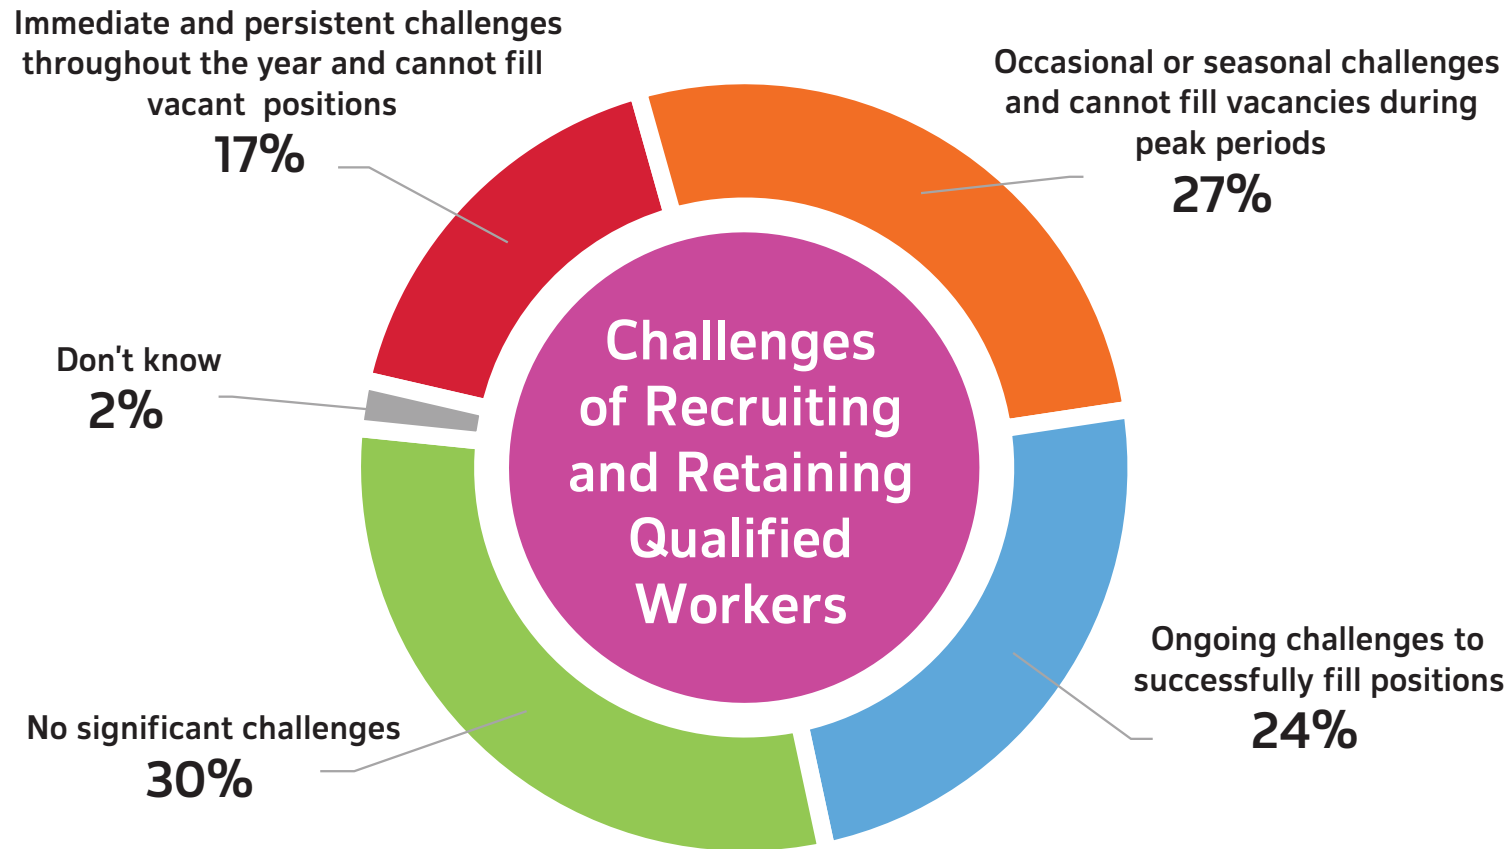 Immediate and persistent challenges
throughout the year and cannot fill
vacant positions
17%
Occasional or seasonal challenges
and cannot fill vacancies during
peak periods
27%
Don't know
2%
Challenges
of Recruiting
and Retaining
Qualified
Workers
No significant challenges
30%
Ongoing challenges to
successfully fill positions
24%